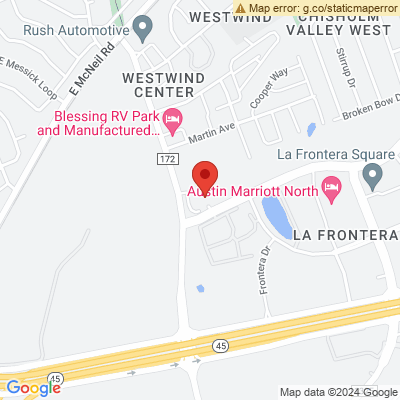 Map error: g.co/staticmaperror
WESTWIND
CHISHOLM
VALLEY WEST
Rush Automotive
E McNeil Rd
E Messick Loop
Stirrup Dr
WESTWIND
CENTER
Cooper Way
Broken Bow D
Blessing RV Park
and Manufactured...
Martin Ave
172
La Frontera Square
Austin Marriott North
LA FRONTERA
Frontera Dr
45
45
45
Google
Map data ©2024 Google